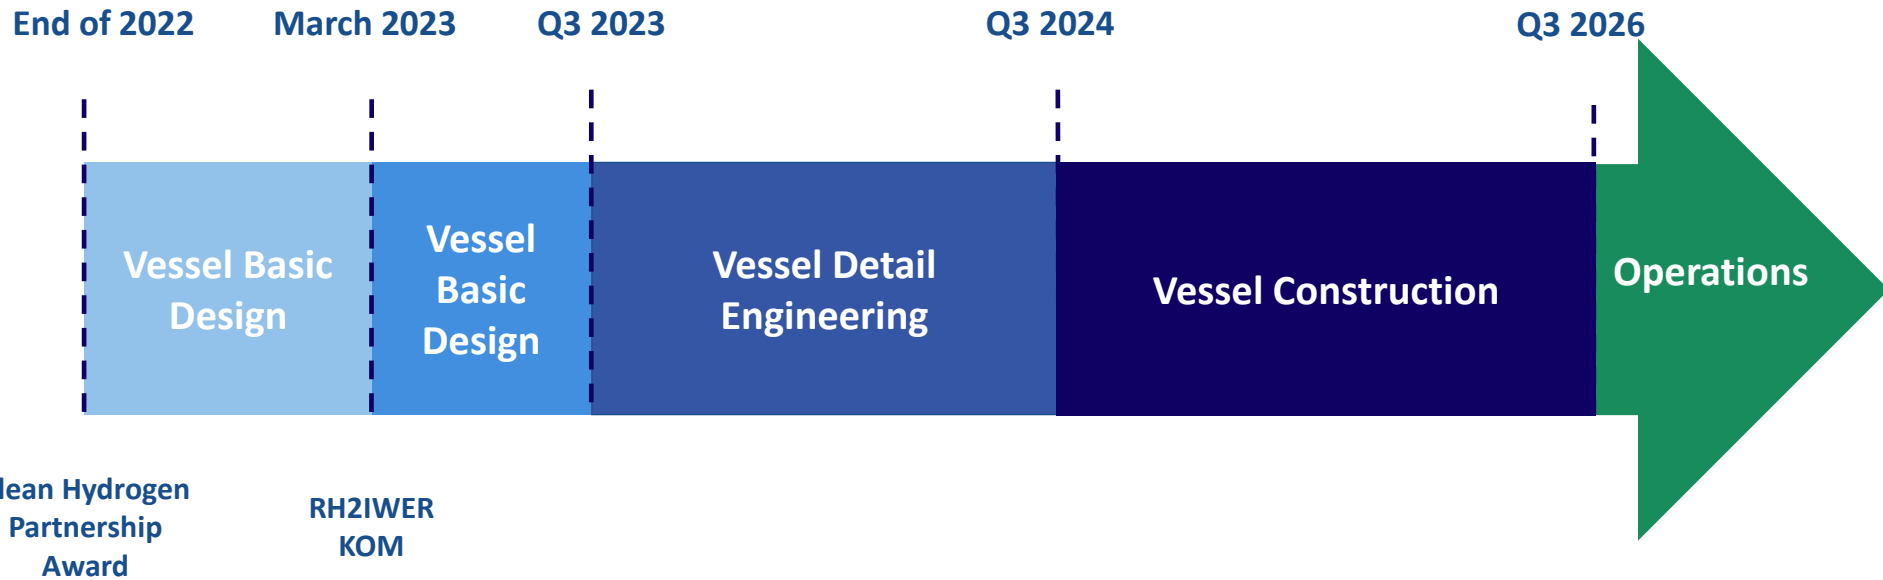 End of 2022
March 2023
Q3 2023
Q3 2024
Q3 2026
Vessel Basic
Design
Vessel
Basic
Design
Vessel Detail
Engineering
Vessel Construction
Operations
lean Hydrogen
Partnership
Award
RH2IWER
KOM